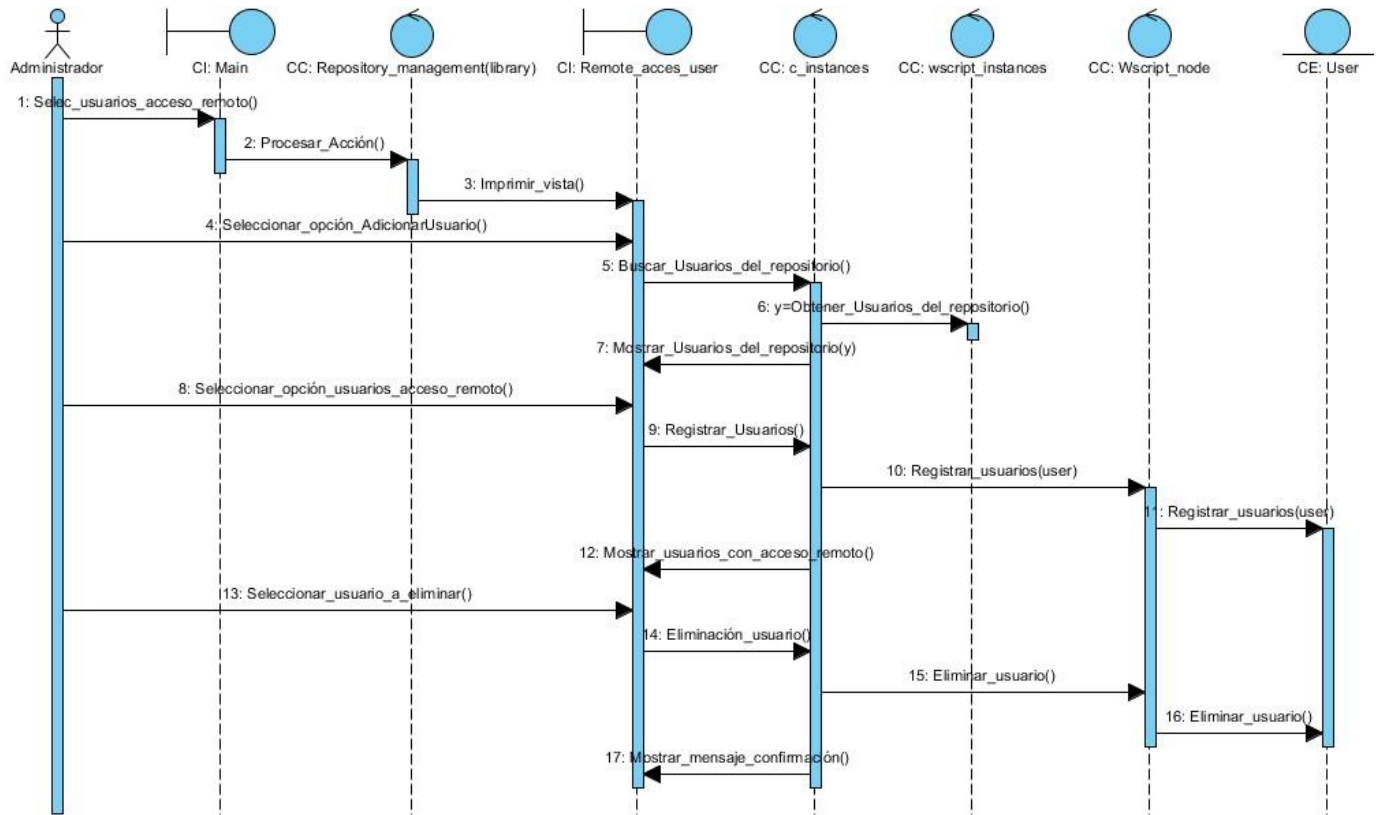 Administrador
CI: Main
CC: Repository_management(library)
CI: Remote_acces_user
CC: c_instances
CC: wscript_instances
CC: Wscript_node
CE: User
1: Selec_usuarios_acceso_remoto()
2: Procesar_Acción()
3: Imprimir_vista()
4: Seleccionar_opción_AdicionarUsuario()
5: Buscar_Usuarios_del_repositorio()
6: y=Obtener_Usuarios_del_repositorio()
7: Mostrar_Usuarios_del_repositorio(y)
8: Seleccionar_opción_usuarios_acceso_remoto()
9: Registrar_Usuarios()
10: Registrar_usuarios(user)
11: Registrar_usuarios(user)
12: Mostrar_usuarios_con_acceso_remoto()
13: Seleccionar_usuario_a_eliminar()
14: Eliminación_usuario()
15: Eliminar_usuario()
16: Eliminar_usuario()
17: Mostrar_mensaje_confirmación()